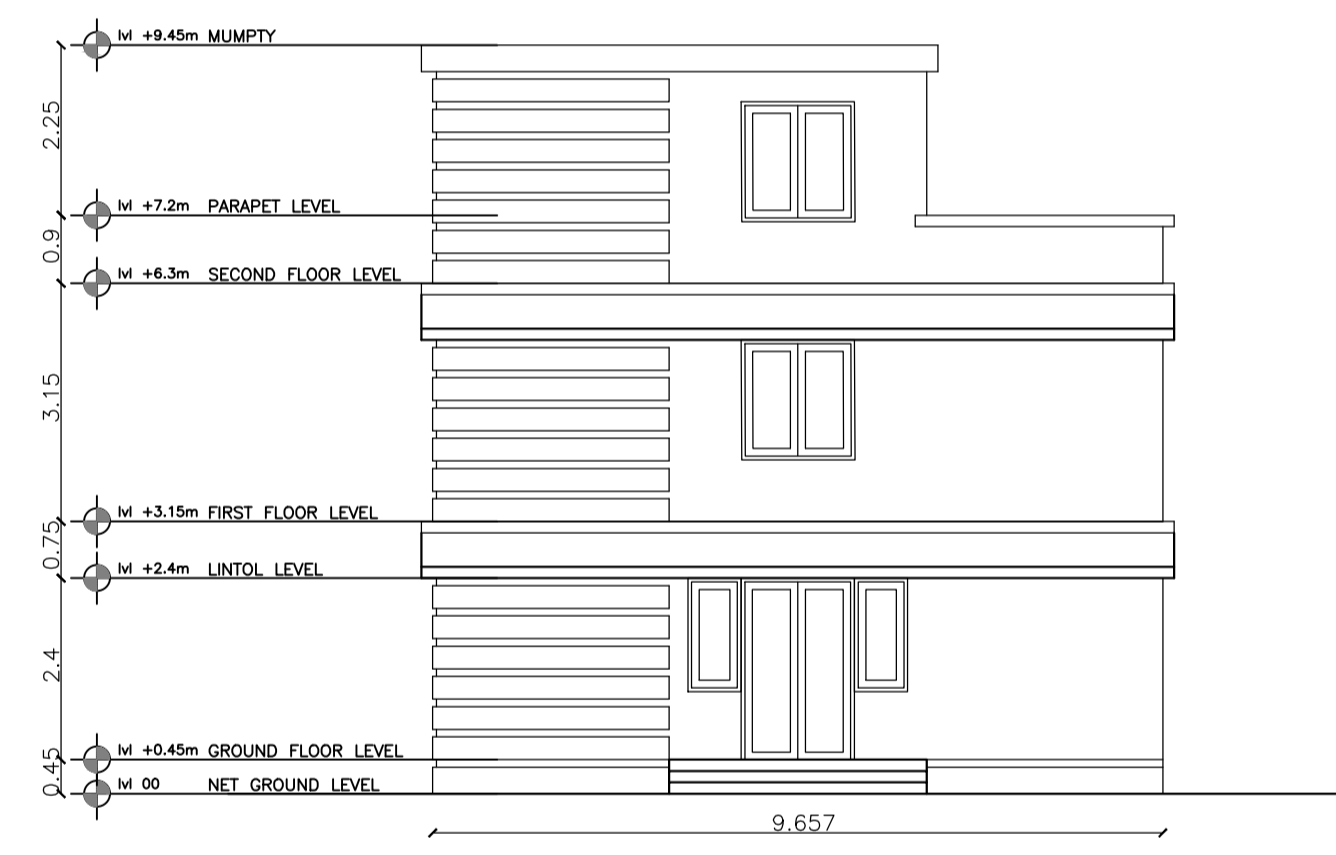 lvl +9.45m MUMPTY
2.25
lvl +7.2m PARAPET LEVEL
0.9
lvl +6.3m SECOND FLOOR LEVEL
3.15
lvl +3.15m FIRST FLOOR LEVEL
0.75
lvl +2.4m LINTOL LEVEL
2.4
lvl +0.45m GROUND FLOOR LEVEL
0.45
lvl 00 NET GROUND LEVEL
9.657